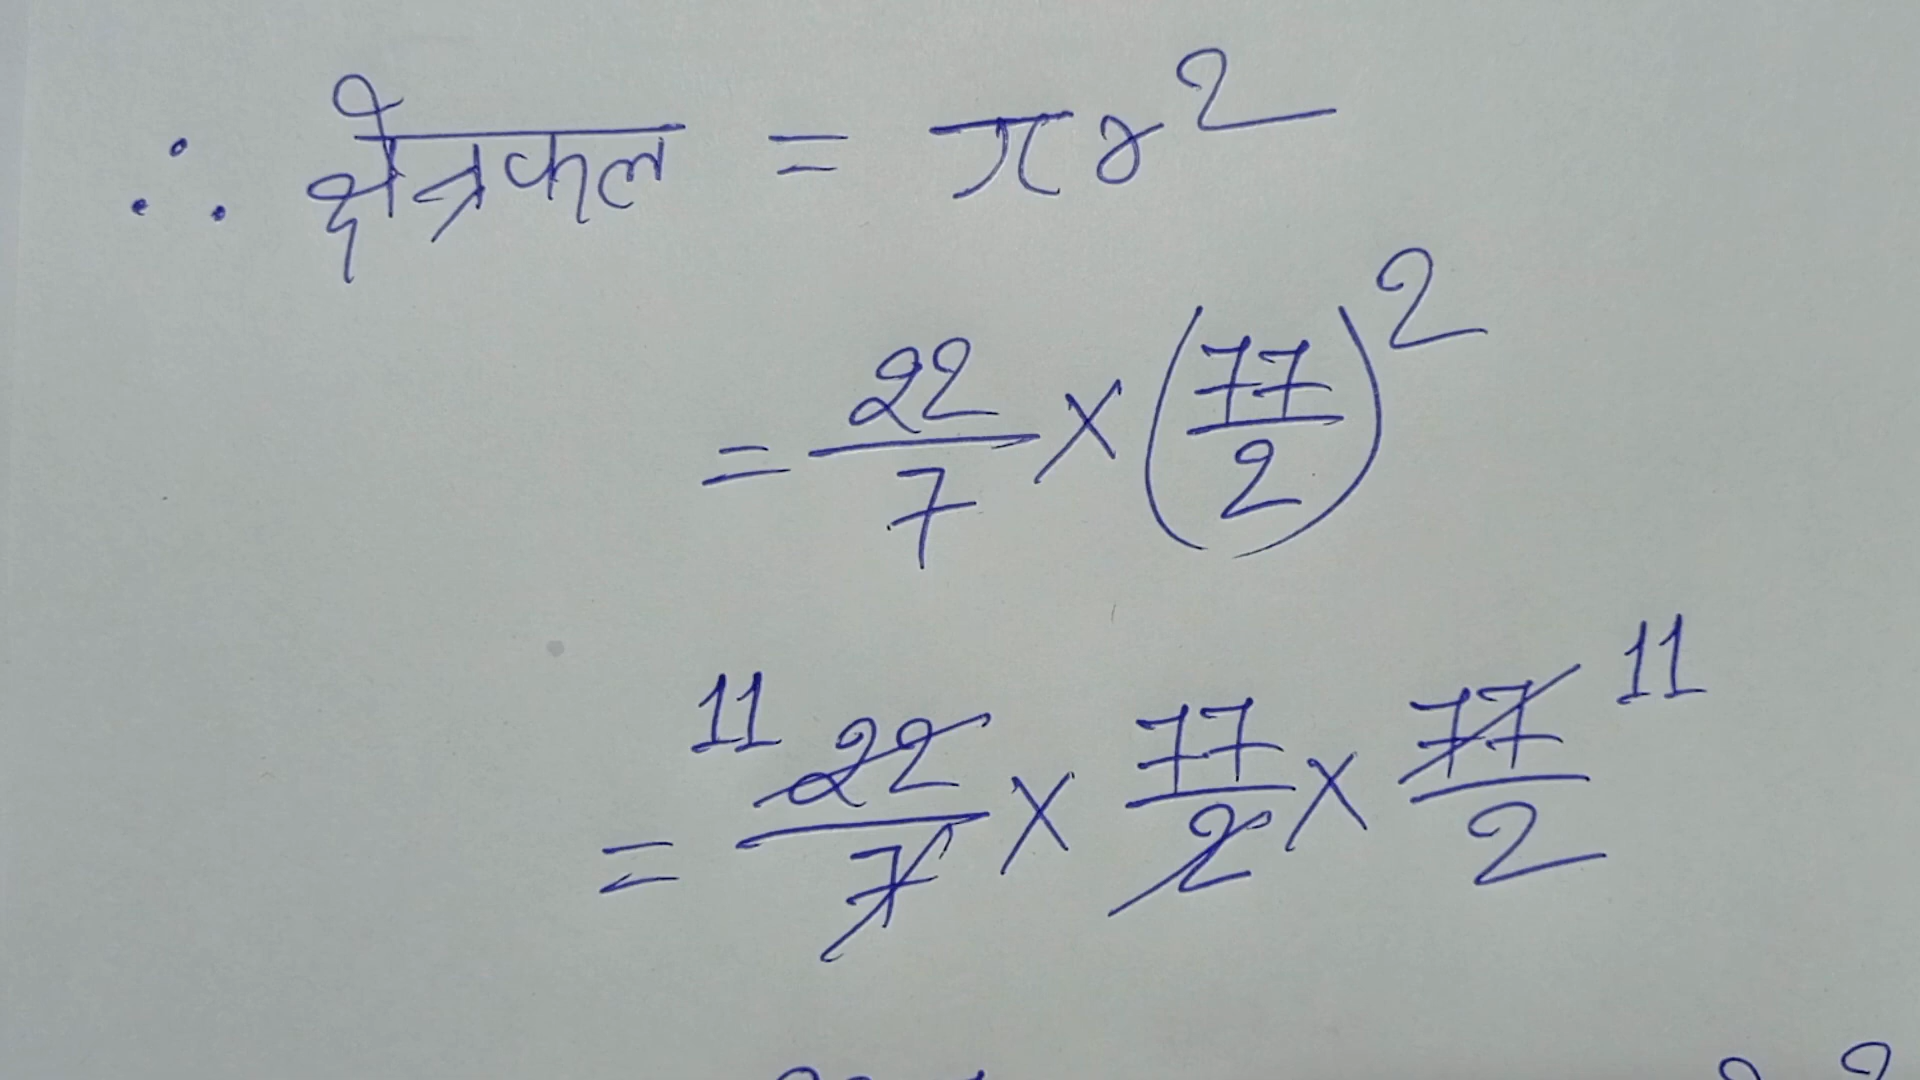 ∴ क्षेत्रफल = πr²
= 22/7 × (77/2)²
= 11 22/7 × 77/2 × 77/2 11